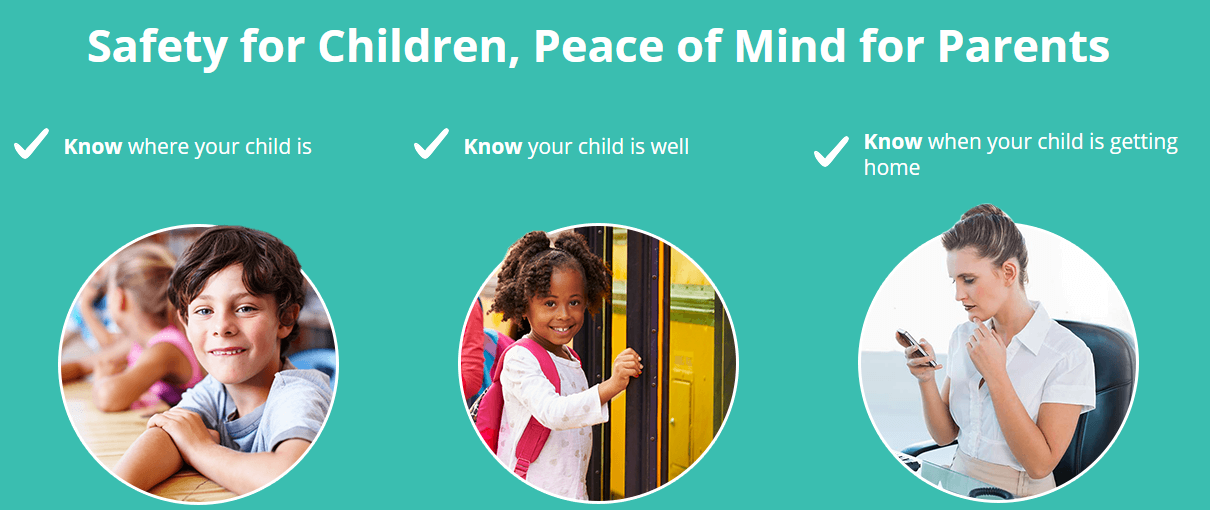 Safety for Children, Peace of Mind for Parents
Know where your child is
Know your child is well
Know when your child is getting
home